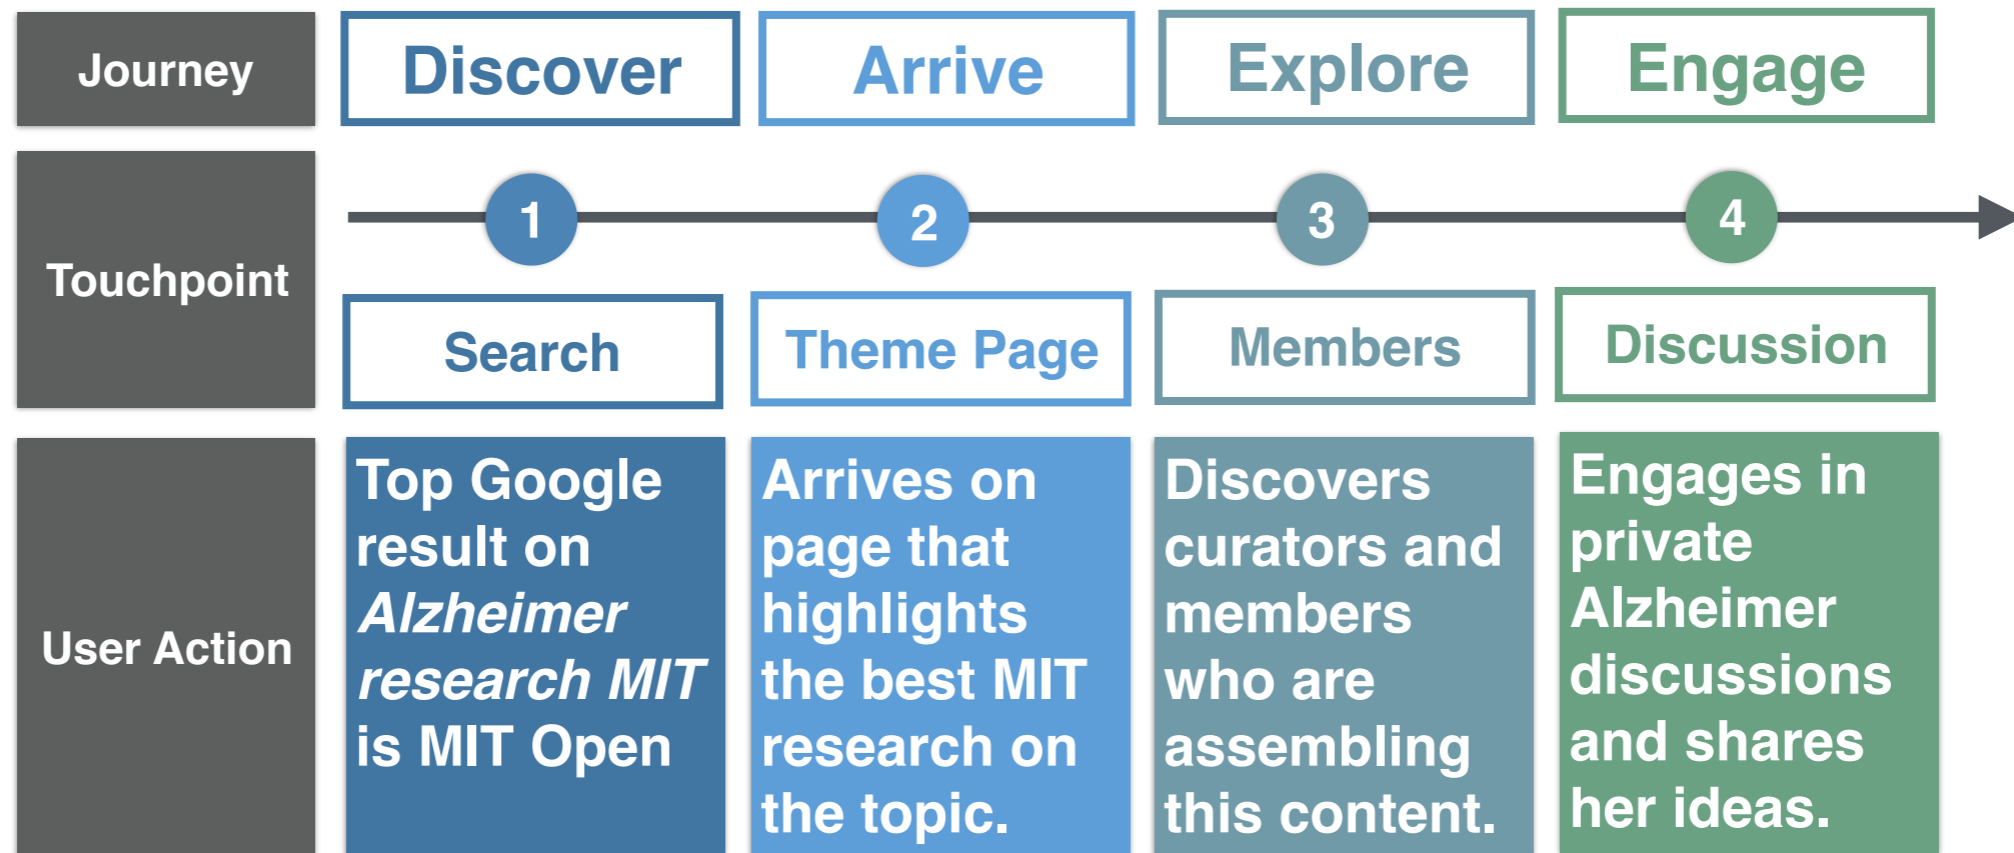 Journey
Discover
Arrive
Explore
Engage
Touchpoint
1
2
3
4
Search
Theme Page
Members
Discussion
User Action
Top Google
result on
Alzheimer
research MIT
is MIT Open
Arrives on
page that
highlights
the best MIT
research on
the topic.
Discovers
curators and
members
who are
assembling
this content.
Engages in
private
Alzheimer
discussions
and shares
her ideas.